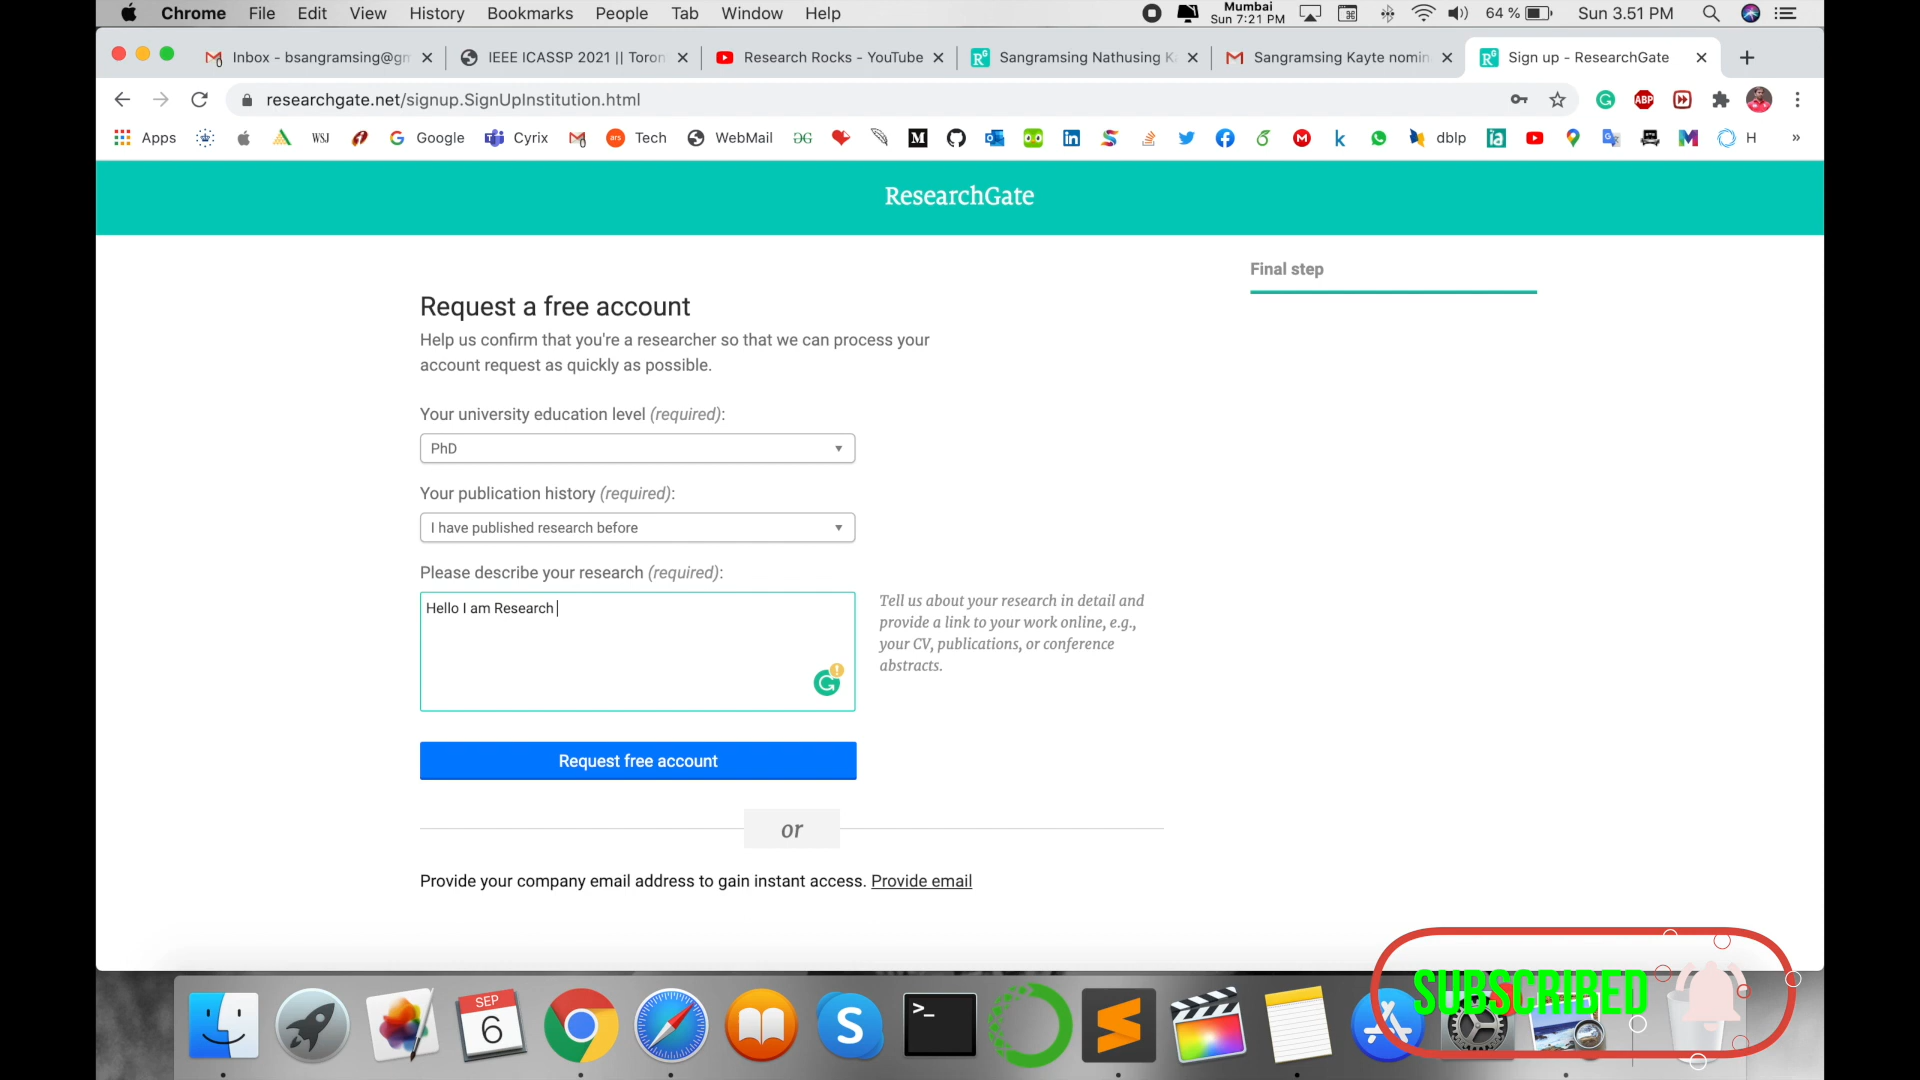 Chrome File Edit View History Bookmarks People Tab Window Help
Mumbai
Sun 7:21 PM
64 %
Sun 3.51 PM
Inbox - bsangramsing@gm
IEEE ICASSP 2021 || Toron
Research Rocks - YouTube
Sangramsing Nathusing K
Sangramsing Kayte nomin
Sign up - ResearchGate
researchgate.net/signup.SignUpInstitution.html
ABP
Apps
WSJ
Google
Cyrix
ars
Tech
WebMail
dblp
H
»
ResearchGate
Final step
Request a free account
Help us confirm that you're a researcher so that we can process your
account request as quickly as possible.
Your university education level (required):
PhD
Your publication history (required):
I have published research before
Please describe your research (required):
Hello I am Research
Tell us about your research in detail and
provide a link to your work online, e.g.,
your CV, publications, or conference
abstracts.
Request free account
or
Provide your company email address to gain instant access. Provide email
SUBSCRIBED
SEP
6